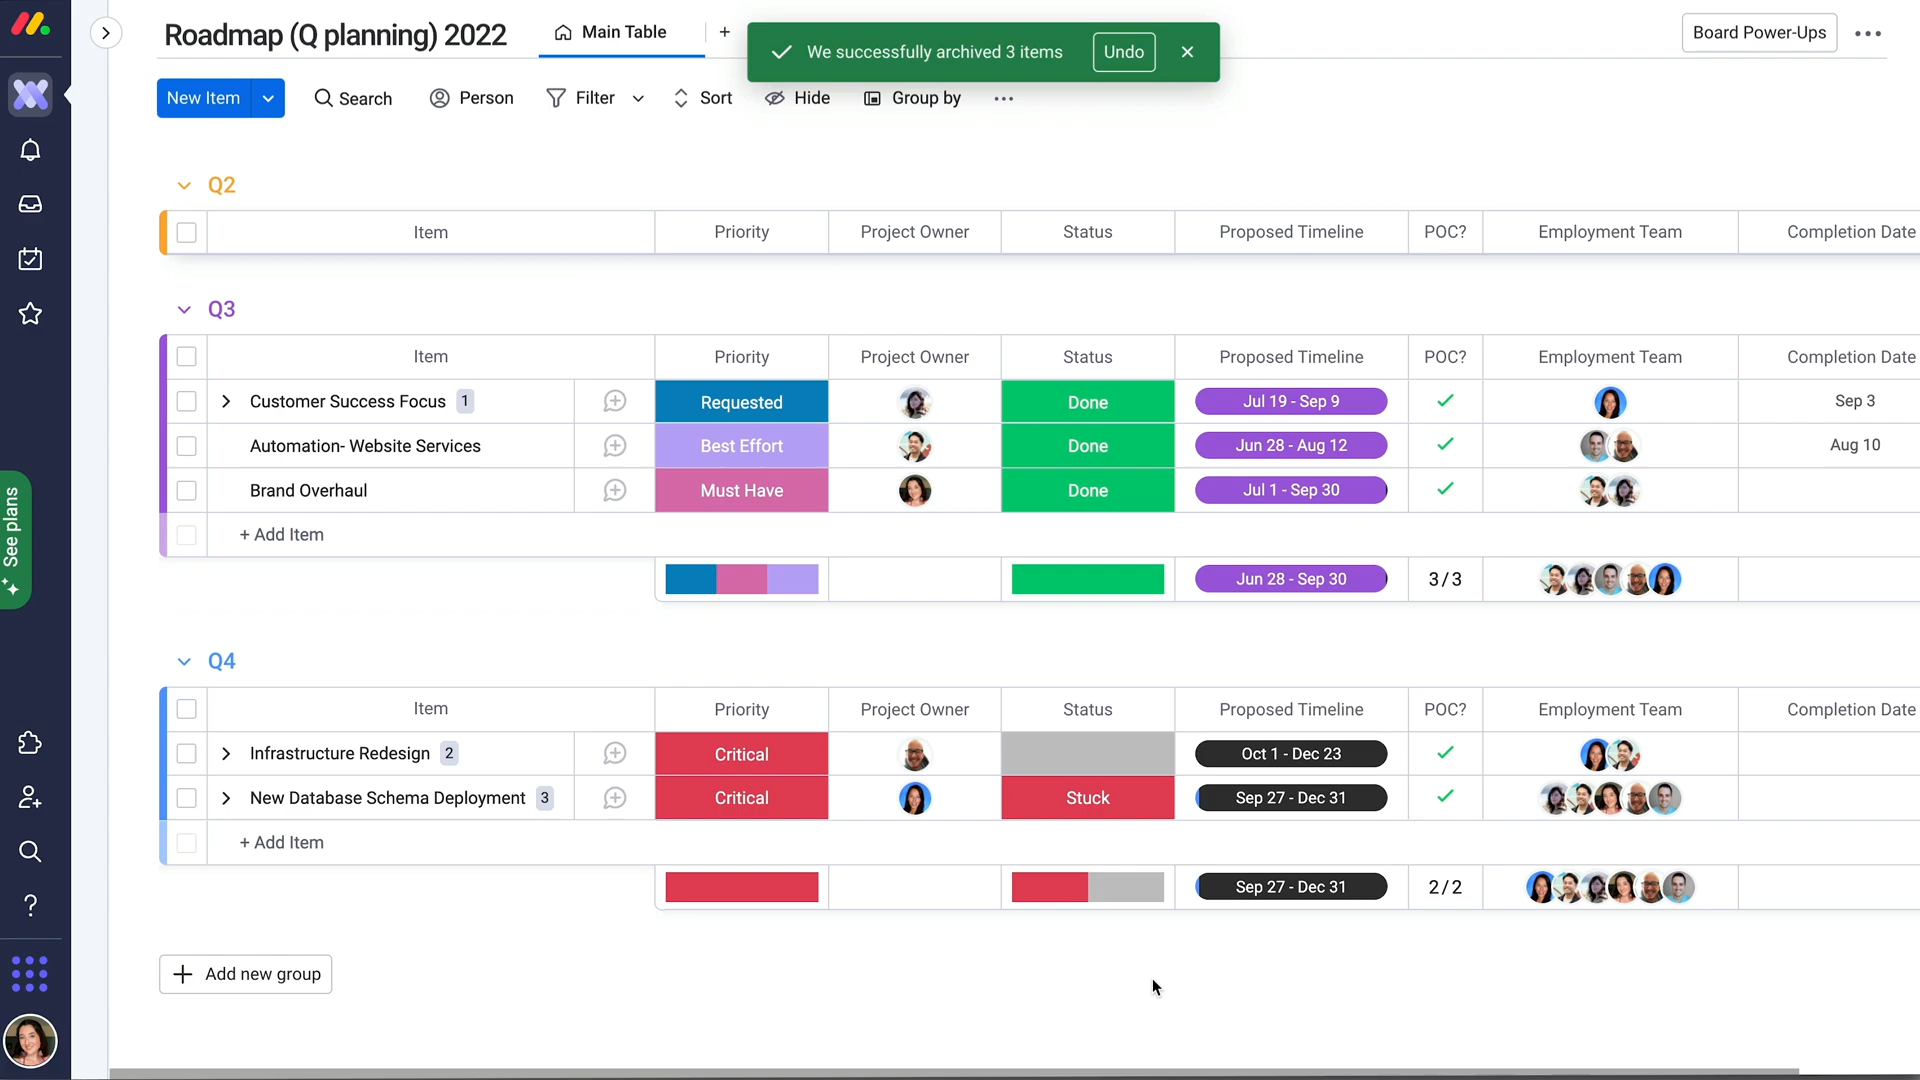 Roadmap (Q planning) 2022
Main Table
+
We successfully archived 3 items
Undo
Board Power-Ups
New Item
Search
Person
Filter
Sort
Hide
Group by
Q2
Item Priority Project Owner Status Proposed Timeline POC? Employment Team Completion Date
Q3
Item Priority Project Owner Status Proposed Timeline POC? Employment Team Completion Date
Customer Success Focus 1 Requested Done Jul 19 - Sep 9 Sep 3
Automation- Website Services Best Effort Done Jun 28 - Aug 12 Aug 10
Brand Overhaul Must Have Done Jul 1 - Sep 30
+ Add Item
Jun 28 - Sep 30 3 / 3
See plans
Q4
Item Priority Project Owner Status Proposed Timeline POC? Employment Team Completion Date
Infrastructure Redesign 2 Critical Oct 1 - Dec 23
New Database Schema Deployment 3 Critical Stuck Sep 27 - Dec 31
+ Add Item
Sep 27 - Dec 31 2 / 2
?
+ Add new group